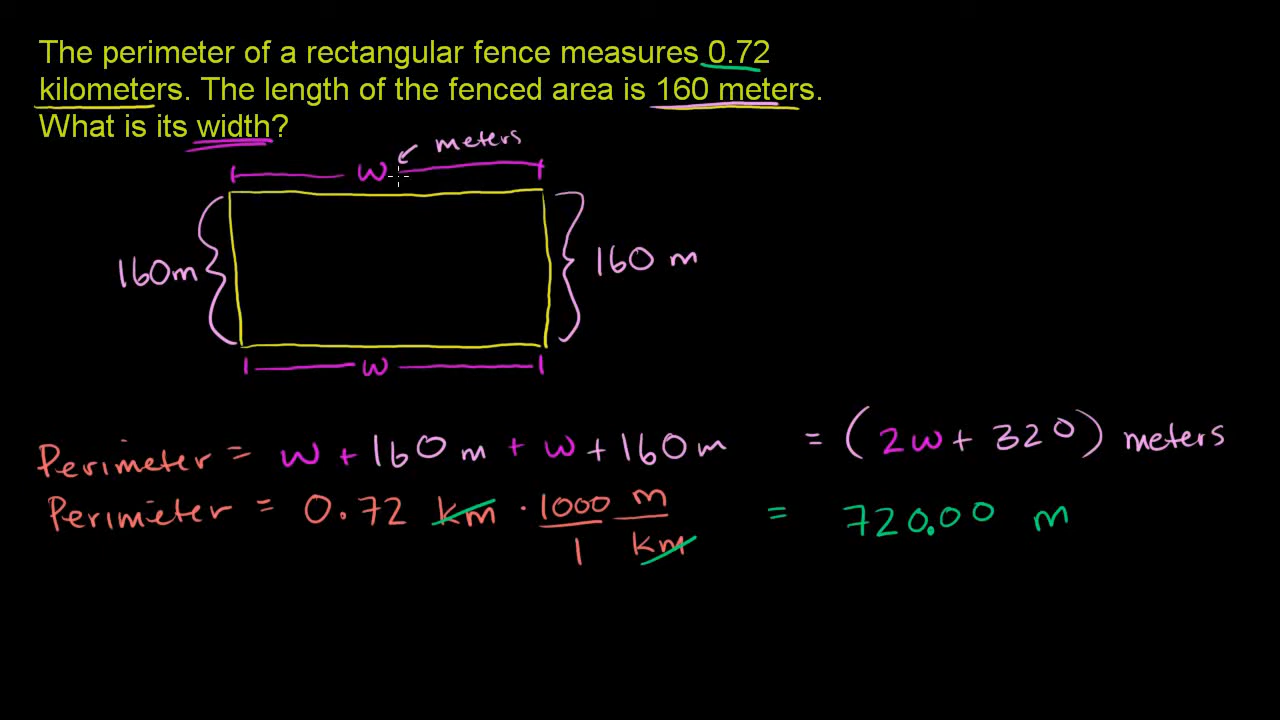 The perimeter of a rectangular fence measures 0.72
kilometers. The length of the fenced area is 160 meters.
What is its width?
meters
w
160m
160 m
w
Perimeter = w + 160 m + w + 160 m = (2w + 320) meters
Perimeter = 0.72 km · 1000/1 m/km = 720.00 m